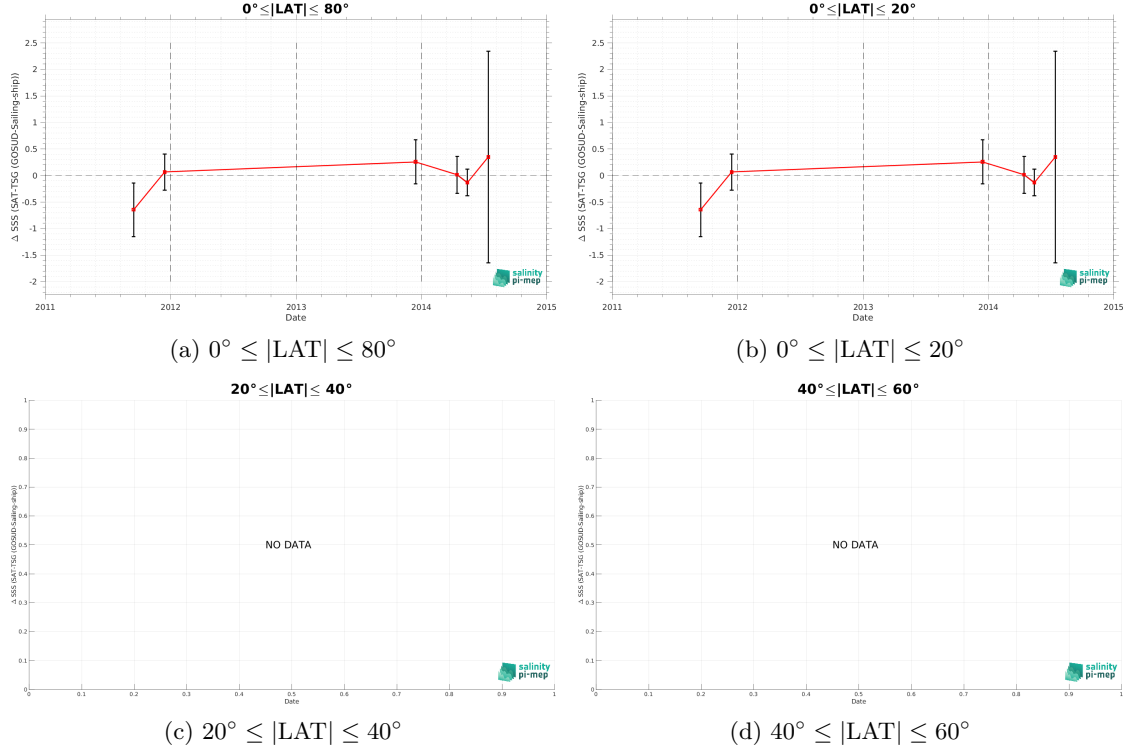 0°≤|LAT|≤ 80°
Δ SSS (SAT-TSG (GOSUD-Sailing-ship))
2.5
2
1.5
1
0.5
0
-0.5
-1
-1.5
-2
2011
2012
2013
2014
2015
Date
salinity
pi-mep
(a) 0° ≤ |LAT| ≤ 80°
0°≤|LAT|≤ 20°
Δ SSS (SAT-TSG (GOSUD-Sailing-ship))
2.5
2
1.5
1
0.5
0
-0.5
-1
-1.5
-2
2011
2012
2013
2014
2015
Date
salinity
pi-mep
(b) 0° ≤ |LAT| ≤ 20°
20°≤|LAT|≤ 40°
Δ SSS (SAT-TSG (GOSUD-Sailing-ship))
1
0.9
0.8
0.7
0.6
0.5
0.4
0.3
0.2
0.1
0
NO DATA
0
0.1
0.2
0.3
0.4
0.5
0.6
0.7
0.8
0.9
1
Date
salinity
pi-mep
(c) 20° ≤ |LAT| ≤ 40°
40°≤|LAT|≤ 60°
Δ SSS (SAT-TSG (GOSUD-Sailing-ship))
1
0.9
0.8
0.7
0.6
0.5
0.4
0.3
0.2
0.1
0
NO DATA
0
0.1
0.2
0.3
0.4
0.5
0.6
0.7
0.8
0.9
1
Date
salinity
pi-mep
(d) 40° ≤ |LAT| ≤ 60°